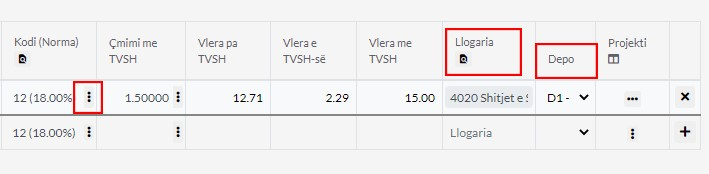 Kodi (Norma) Çmimi me TVSH Vlera pa TVSH Vlera e TVSH-së Vlera me TVSH Llogaria Depo Projekti
12 (18.00% 1.50000 12.71 2.29 15.00 4020 Shitjet e S D1 -
12 (18.00%) Llogaria